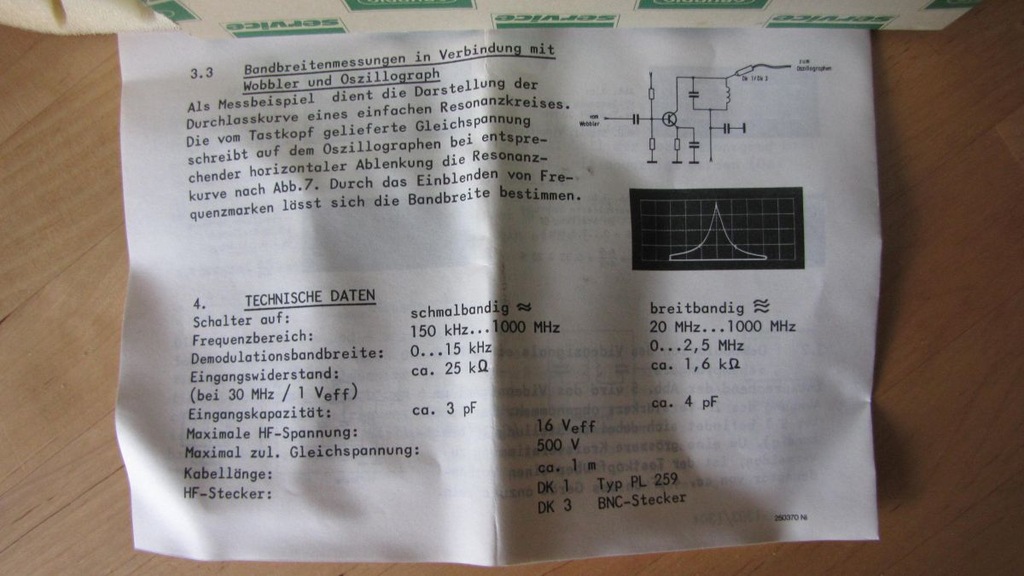 GRUNDIG
service service service
3.3 Bandbreitenmessungen in Verbindung mit
Wobbler und Oszillograph
Als Messbeispiel dient die Darstellung der
Durchlasskurve eines einfachen Resonanzkreises.
Die vom Tastkopf gelieferte Gleichspannung
schreibt auf dem Oszillographen bei entspre-
chender horizontaler Ablenkung die Resonanz-
kurve nach Abb.7. Durch das Einblenden von Fre-
quenzmarken lässt sich die Bandbreite bestimmen.
vom
Wobbler
zum
Oszillographen
4. TECHNISCHE DATEN
Schalter auf: schmalbandig ≈ breitbandig ≋
Frequenzbereich: 150 kHz...1000 MHz 20 MHz...1000 MHz
Demodulationsbandbreite: 0...15 kHz 0...2,5 MHz
Eingangswiderstand: ca. 25 kΩ ca. 1,6 kΩ
(bei 30 MHz / 1 Veff)
Eingangskapazität: ca. 3 pF ca. 4 pF
Maximale HF-Spannung: 16 Veff
Maximal zul. Gleichspannung: 500 V
Kabellänge: ca. 1 m
HF-Stecker: DK 1 Typ PL 259
DK 3 BNC-Stecker
250370 Ni